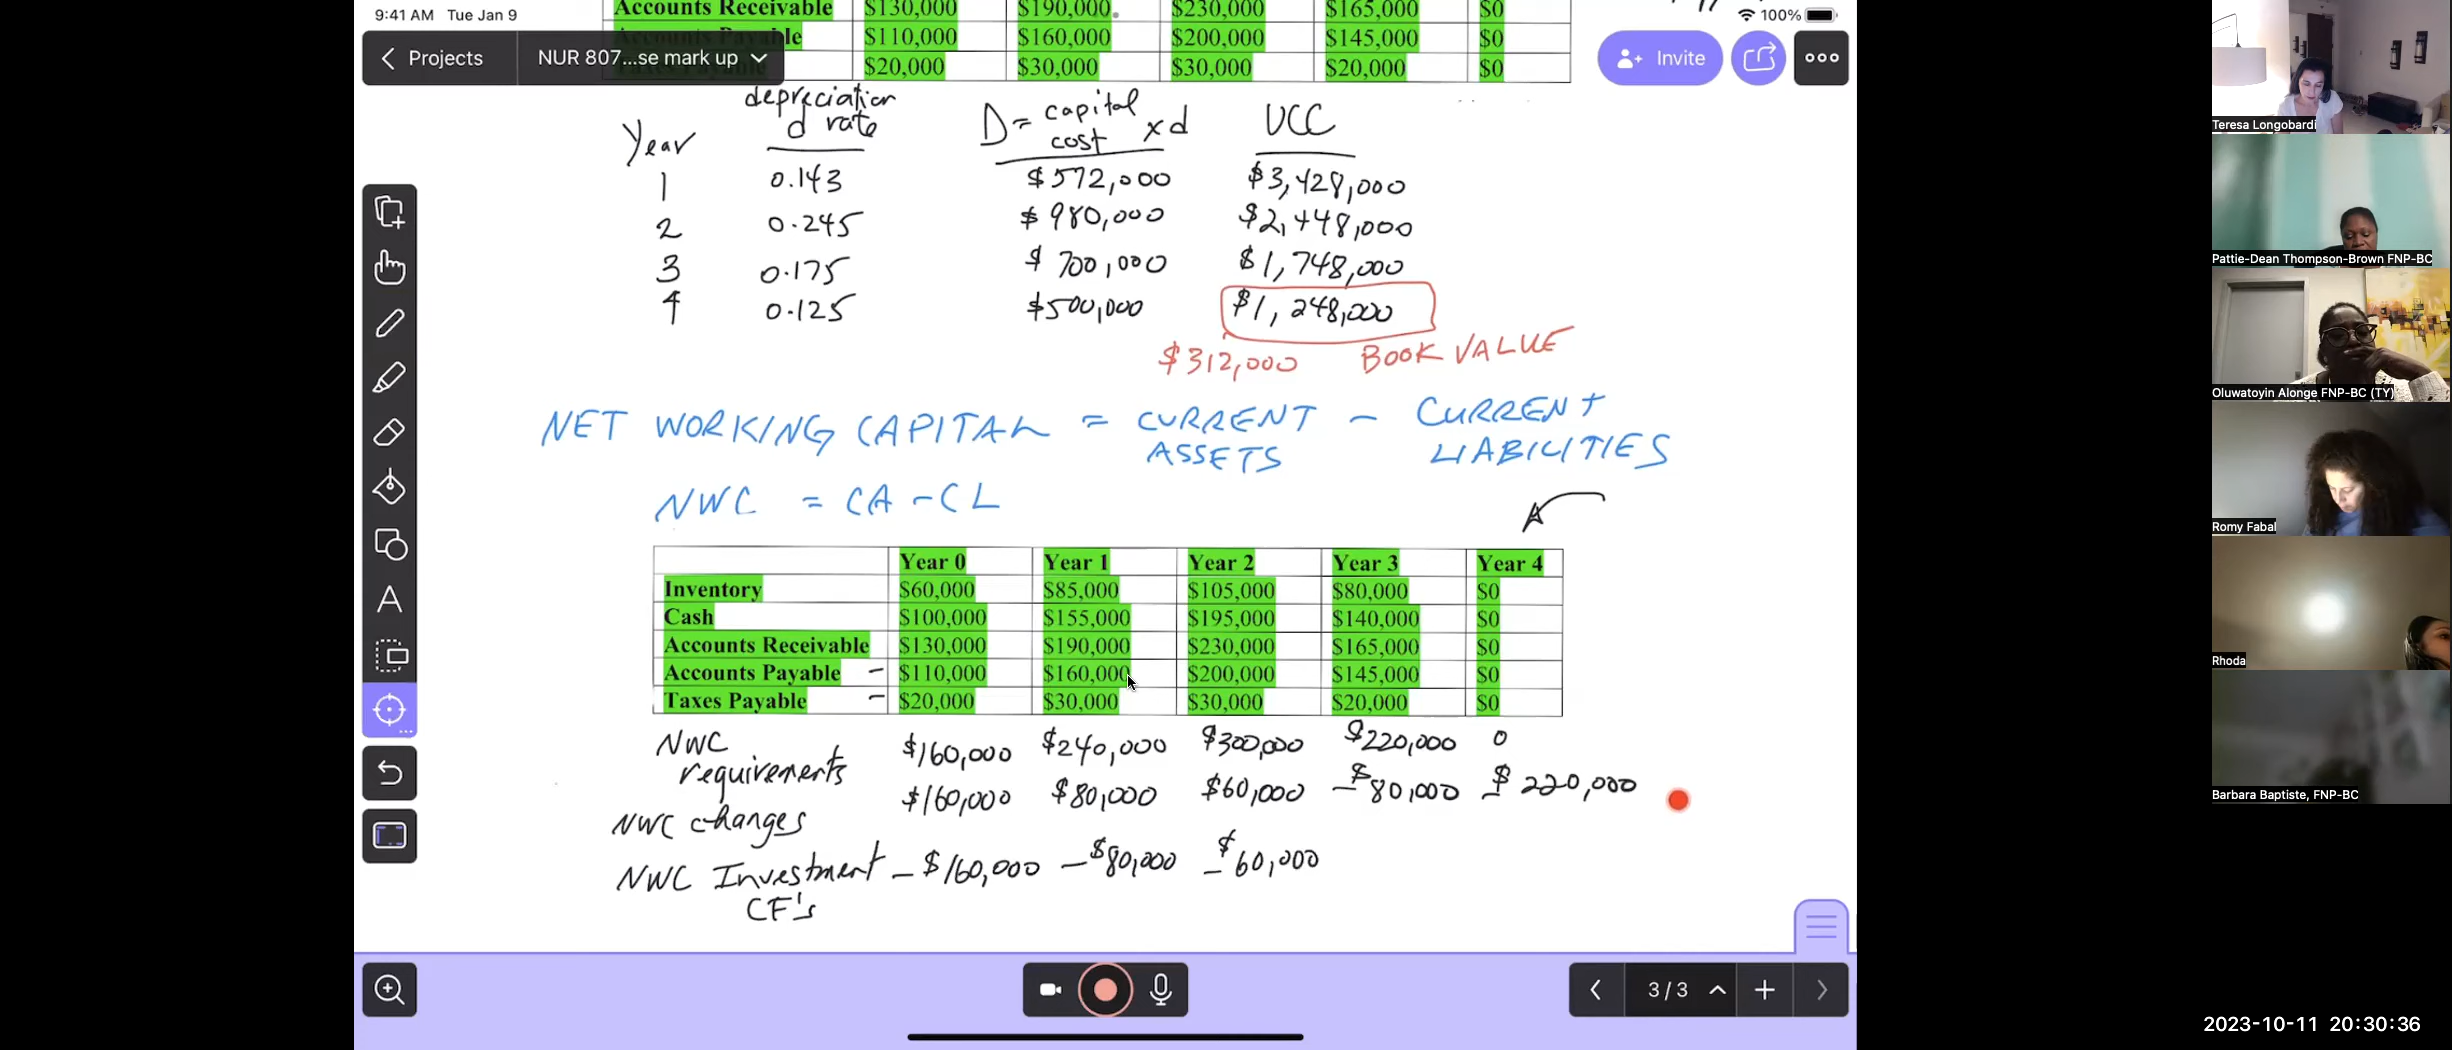 9:41 AM Tue Jan 9
100%
Accounts Receivable $130,000 $190,000 $230,000 $165,000 $0
$110,000 $160,000 $200,000 $145,000 $0
$20,000 $30,000 $30,000 $20,000 $0
Projects NUR 807...se mark up
Invite
Year depreciation d rate D = capital cost x d UCC
1 0.143 $572,000 $3,428,000
2 0.245 $980,000 $2,448,000
3 0.175 $700,000 $1,748,000
4 0.125 $500,000 $1,248,000
$312,000 BOOK VALUE
NET WORKING CAPITAL = CURRENT ASSETS - CURRENT LIABILITIES
NWC = CA - CL
Year 0 Year 1 Year 2 Year 3 Year 4
Inventory $60,000 $85,000 $105,000 $80,000 $0
Cash $100,000 $155,000 $195,000 $140,000 $0
Accounts Receivable $130,000 $190,000 $230,000 $165,000 $0
Accounts Payable - $110,000 $160,000 $200,000 $145,000 $0
Taxes Payable - $20,000 $30,000 $30,000 $20,000 $0
NWC requirements $160,000 $240,000 $300,000 $220,000 0
NWC changes $160,000 $80,000 $60,000 -$80,000 -$220,000
NWC Investment CF's -$160,000 -$80,000 -$60,000
3 / 3
Teresa Longobardi
Pattie-Dean Thompson-Brown FNP-BC
Oluwatoyin Alonge FNP-BC (TY)
Romy Fabal
Rhoda
Barbara Baptiste, FNP-BC
2023-10-11 20:30:36